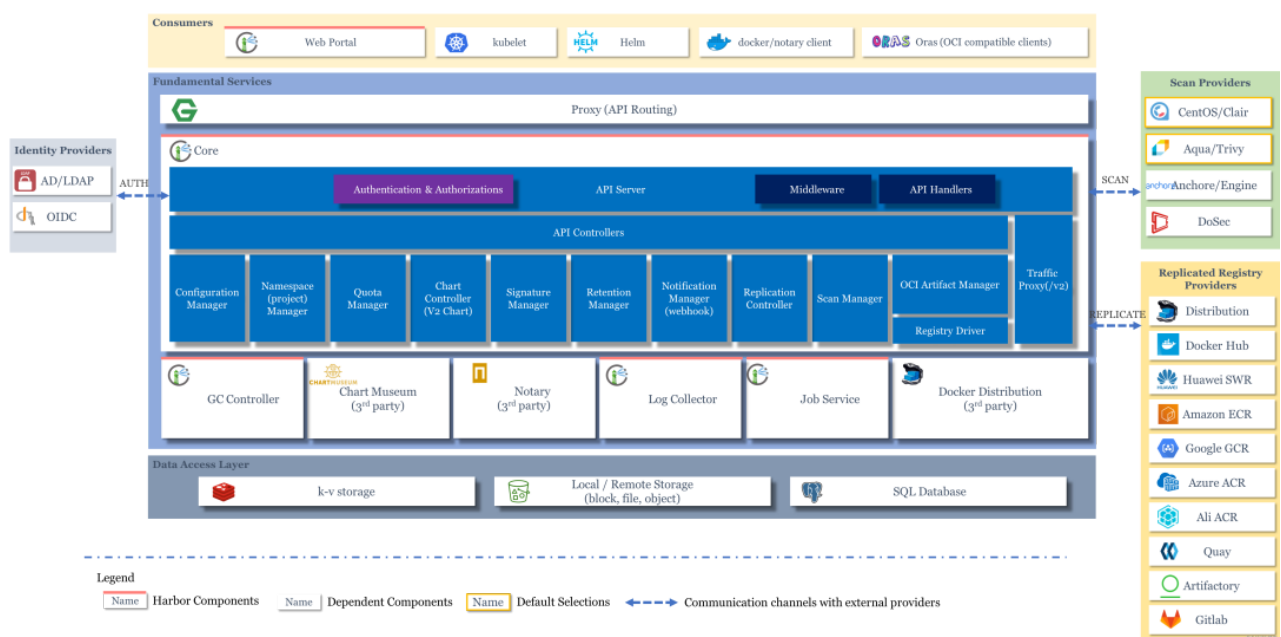 Consumers
Web Portal
kubelet
HELM
Helm
docker/notary client
ORAS
Oras (OCI compatible clients)
Fundamental Services
Proxy (API Routing)
Core
Authentication & Authorizations
API Server
Middleware
API Handlers
API Controllers
Configuration
Manager
Namespace
(project)
Manager
Quota
Manager
Chart
Controller
(V2 Chart)
Signature
Manager
Retention
Manager
Notification
Manager
(webhook)
Replication
Controller
Scan Manager
OCI Artifact Manager
Registry Driver
Traffic
Proxy(/v2)
GC Controller
CHARTMUSEUM
Chart Museum
(3rd party)
Notary
(3rd party)
Log Collector
Job Service
Docker Distribution
(3rd party)
Data Access Layer
k-v storage
Local / Remote Storage
(block, file, object)
SQL Database
Identity Providers
AD/LDAP
OIDC
AUTH
SCAN
REPLICATE
Scan Providers
CentOS/Clair
Aqua/Trivy
anchore
Anchore/Engine
DoSec
Replicated Registry
Providers
Distribution
Docker Hub
HUAWEI
Huawei SWR
Amazon ECR
Google GCR
Azure ACR
Ali ACR
Quay
Artifactory
Gitlab
Legend
Name
Harbor Components
Name
Dependent Components
Name
Default Selections
Communication channels with external providers